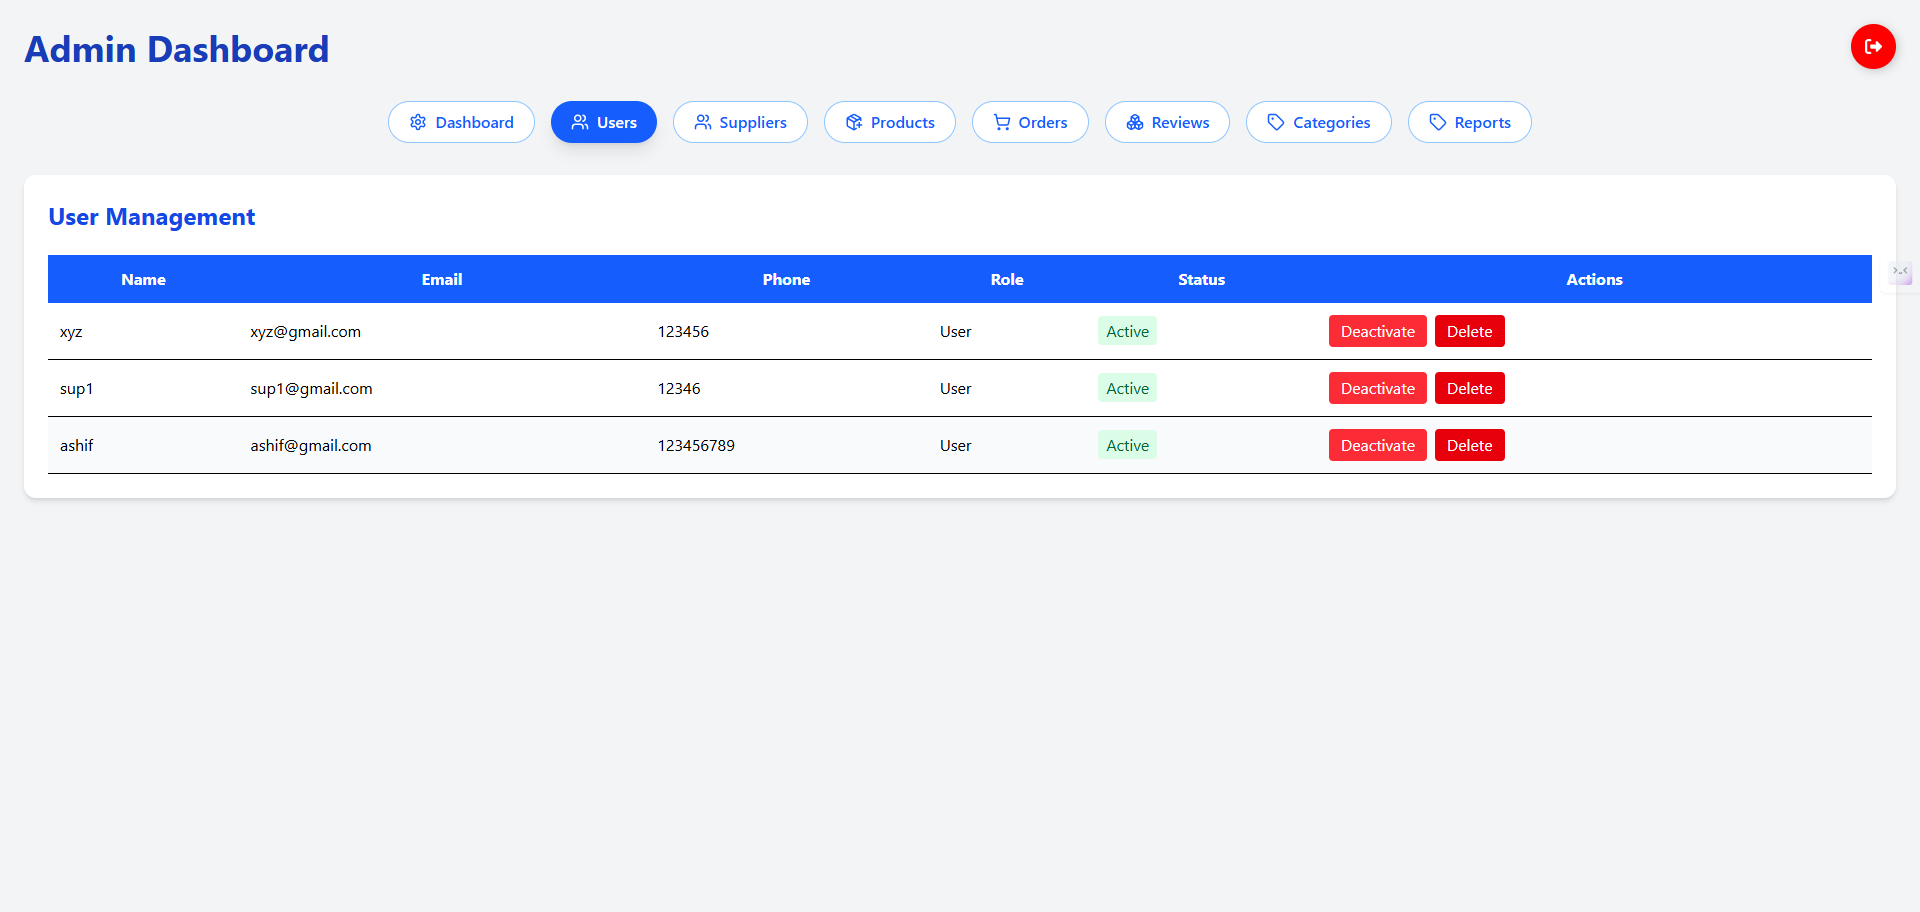 Admin Dashboard
Dashboard Users Suppliers Products Orders Reviews Categories Reports
User Management
Name Email Phone Role Status Actions
xyz xyz@gmail.com 123456 User Active Deactivate Delete
sup1 sup1@gmail.com 12346 User Active Deactivate Delete
ashif ashif@gmail.com 123456789 User Active Deactivate Delete